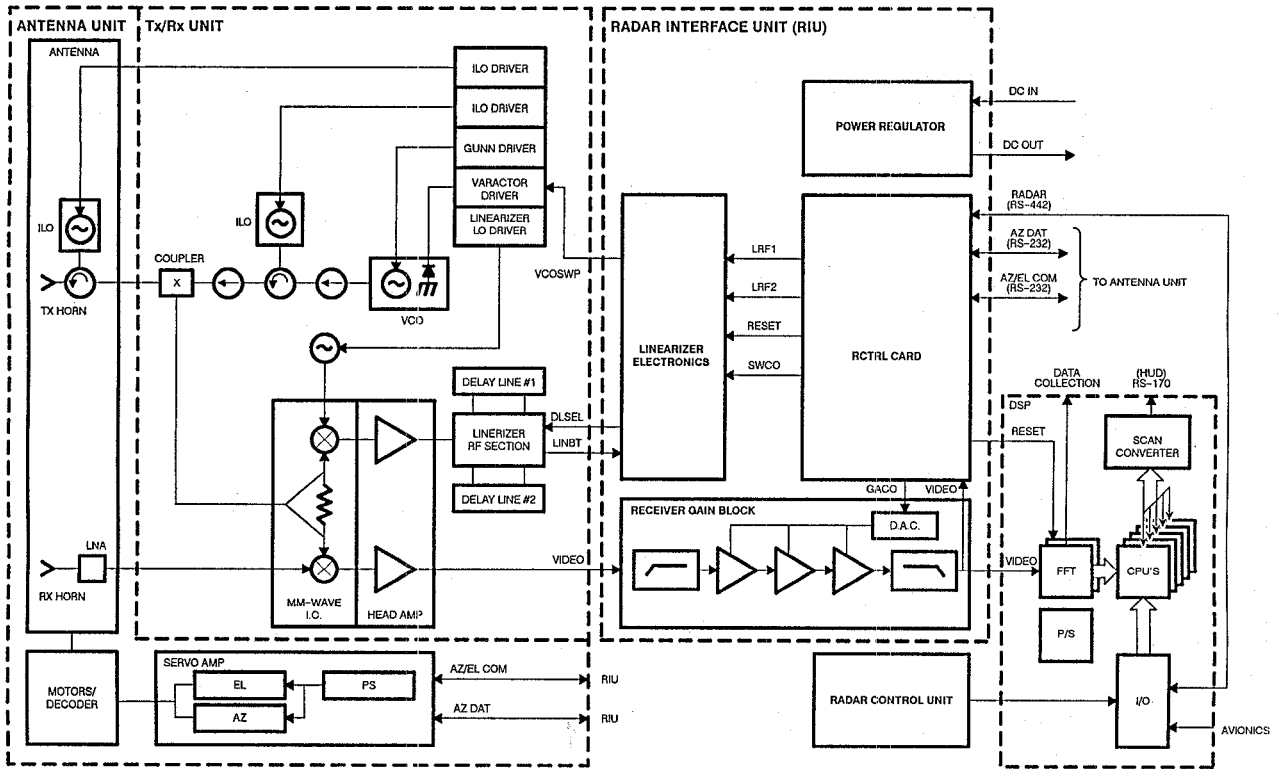 ANTENNA UNIT
Tx/Rx UNIT
RADAR INTERFACE UNIT (RIU)
ANTENNA
ILO DRIVER
ILO DRIVER
GUNN DRIVER
VARACTOR
DRIVER
LINEARIZER
LO DRIVER
ILO
ILO
COUPLER
X
TX HORN
VCO
VCOSWP
POWER REGULATOR
DC IN
DC OUT
RADAR
(RS-442)
AZ DAT
(RS-232)
AZ/EL COM
(RS-232)
TO ANTENNA UNIT
LRF1
LRF2
RESET
SWCO
LINEARIZER
ELECTRONICS
RCTRL CARD
DELAY LINE #1
LINERIZER
RF SECTION
DELAY LINE #2
DLSEL
LINBT
DATA
COLLECTION
(HUD)
RS-170
DSP
RESET
SCAN
CONVERTER
GACO
VIDEO
RECEIVER GAIN BLOCK
D.A.C.
LNA
RX HORN
MM-WAVE
I.C.
HEAD AMP
VIDEO
VIDEO
FFT
CPU'S
P/S
MOTORS/
DECODER
SERVO AMP
EL
AZ
PS
AZ/EL COM
RIU
AZ DAT
RIU
RADAR CONTROL UNIT
I/O
AVIONICS